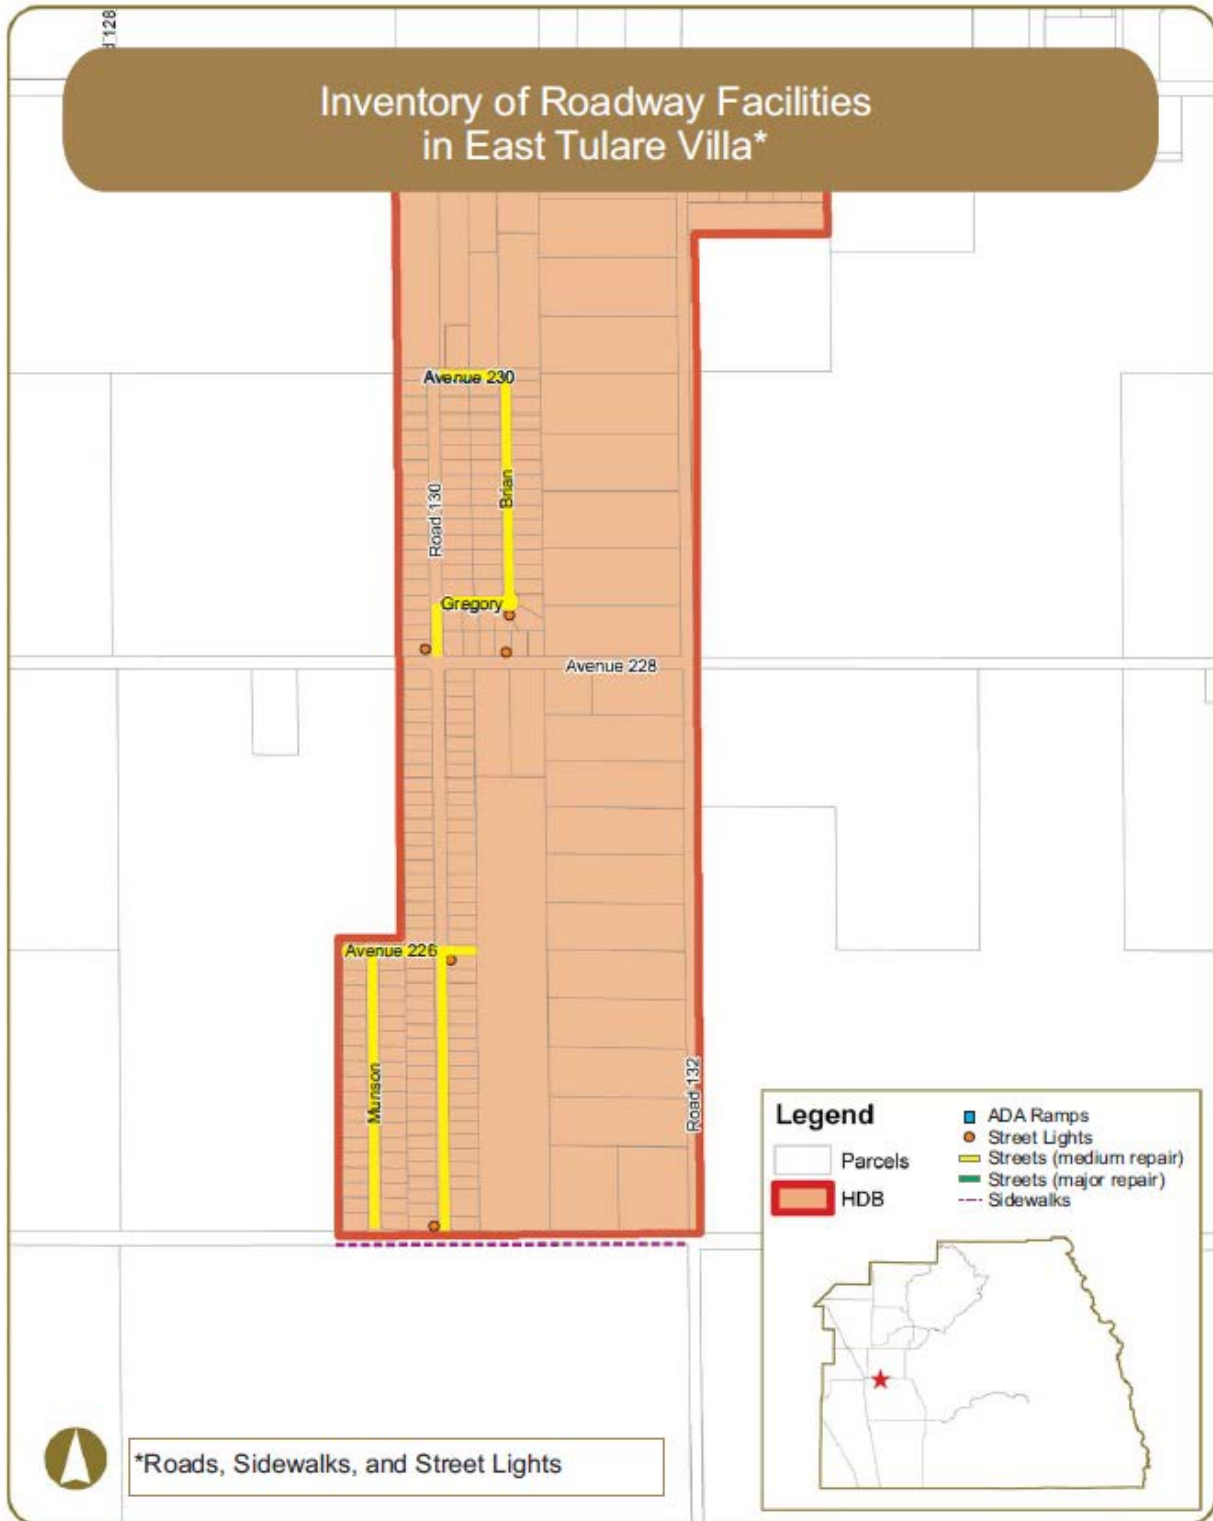 d 128
Inventory of Roadway Facilities
in East Tulare Villa*
Avenue 230
Brian
Road 130
Gregory
Avenue 228
Avenue 226
Munson
Road 132
Legend
Parcels
HDB
ADA Ramps
Street Lights
Streets (medium repair)
Streets (major repair)
Sidewalks
*Roads, Sidewalks, and Street Lights